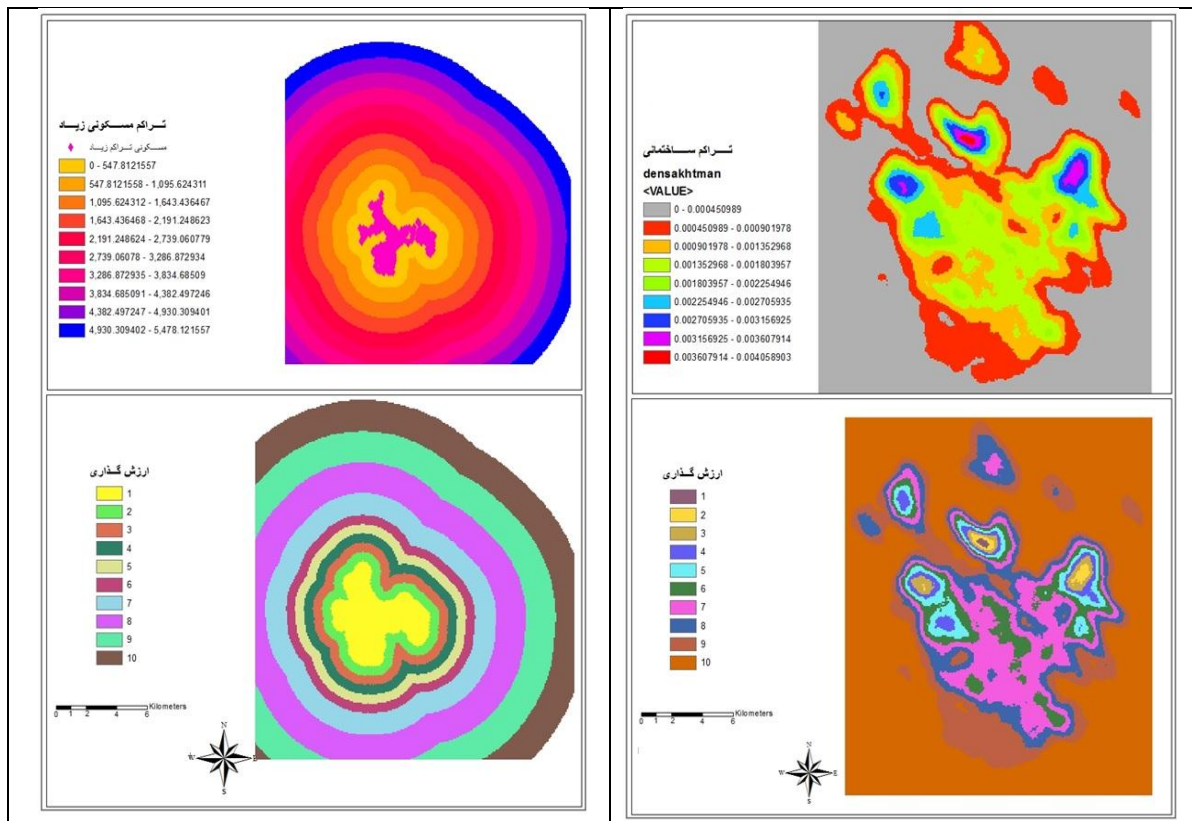 تراکم مسکونی زیاد
مسکونی تراکم زیاد
0 - 547.8121557
547.8121558 - 1,095.624311
1,095.624312 - 1,643.436467
1,643.436468 - 2,191.248623
2,191.248624 - 2,739.060779
2,739.06078 - 3,286.872934
3,286.872935 - 3,834.68509
3,834.685091 - 4,382.497246
4,382.497247 - 4,930.309401
4,930.309402 - 5,478.121557
ارزش گذاری
1
2
3
4
5
6
7
8
9
10
0 1 2 4 6 Kilometers
N
W E
S
تراکم ساختمانی
densakhtman
<VALUE>
0 - 0.000450989
0.000450989 - 0.000901978
0.000901978 - 0.001352968
0.001352968 - 0.001803957
0.001803957 - 0.002254946
0.002254946 - 0.002705935
0.002705935 - 0.003156925
0.003156925 - 0.003607914
0.003607914 - 0.004058903
ارزش گذاری
1
2
3
4
5
6
7
8
9
10
0 1 2 4 6 Kilometers
N
W E
S